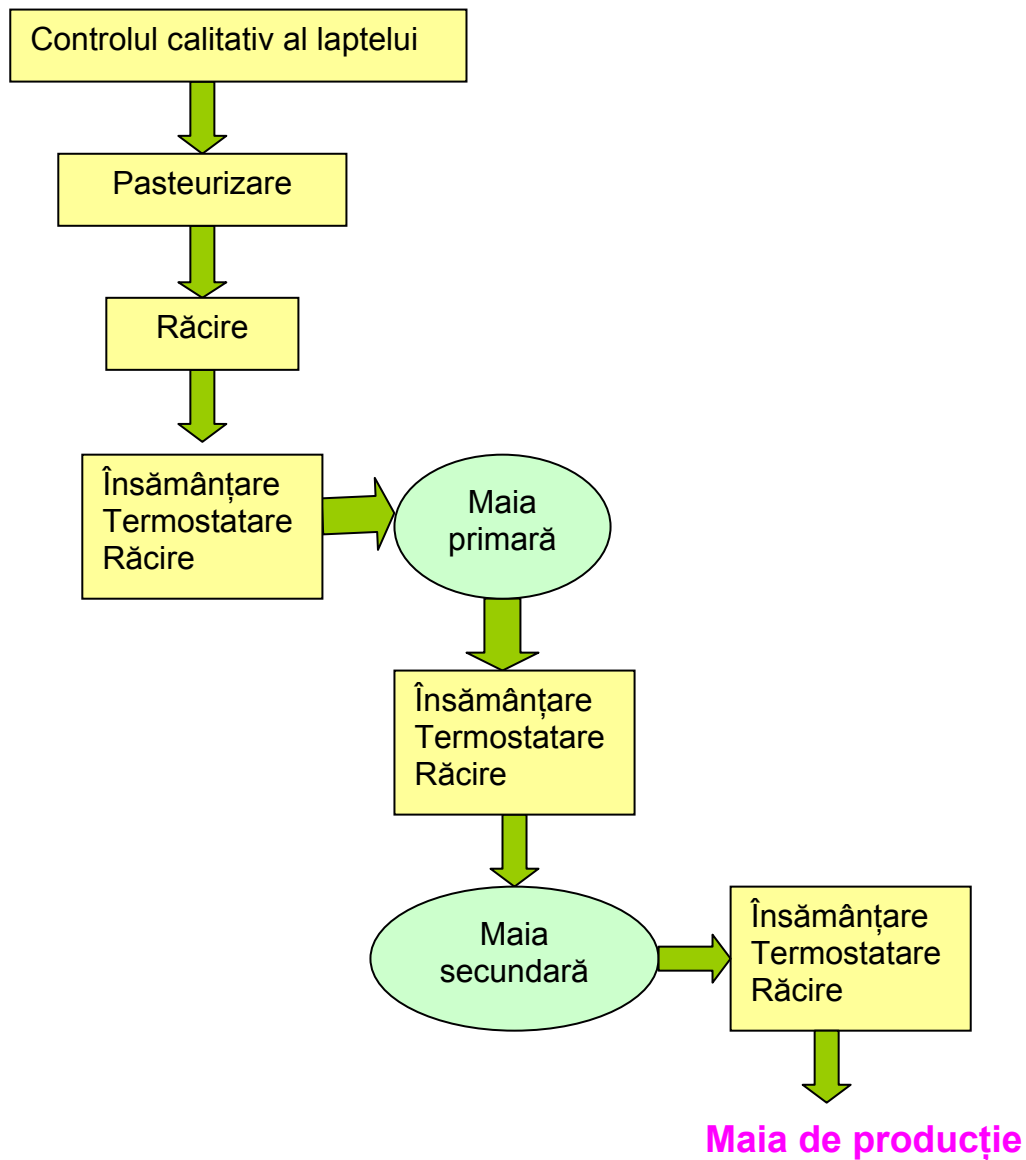 Controlul calitativ al laptelui
Pasteurizare
Răcire
Însămânțare
Termostatare
Răcire
Maia
primară
Însămânțare
Termostatare
Răcire
Maia
secundară
Însămânțare
Termostatare
Răcire
Maia de producție